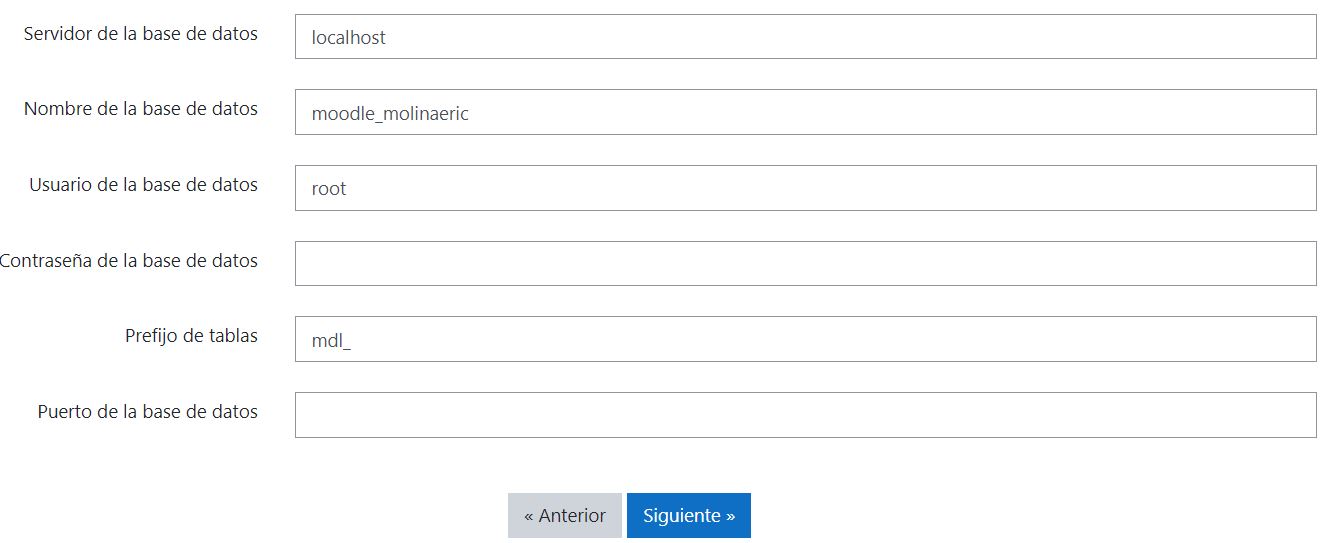 Servidor de la base de datos
localhost
Nombre de la base de datos
moodle_molinaeric
Usuario de la base de datos
root
Contraseña de la base de datos
Prefijo de tablas
mdl_
Puerto de la base de datos
« Anterior
Siguiente »